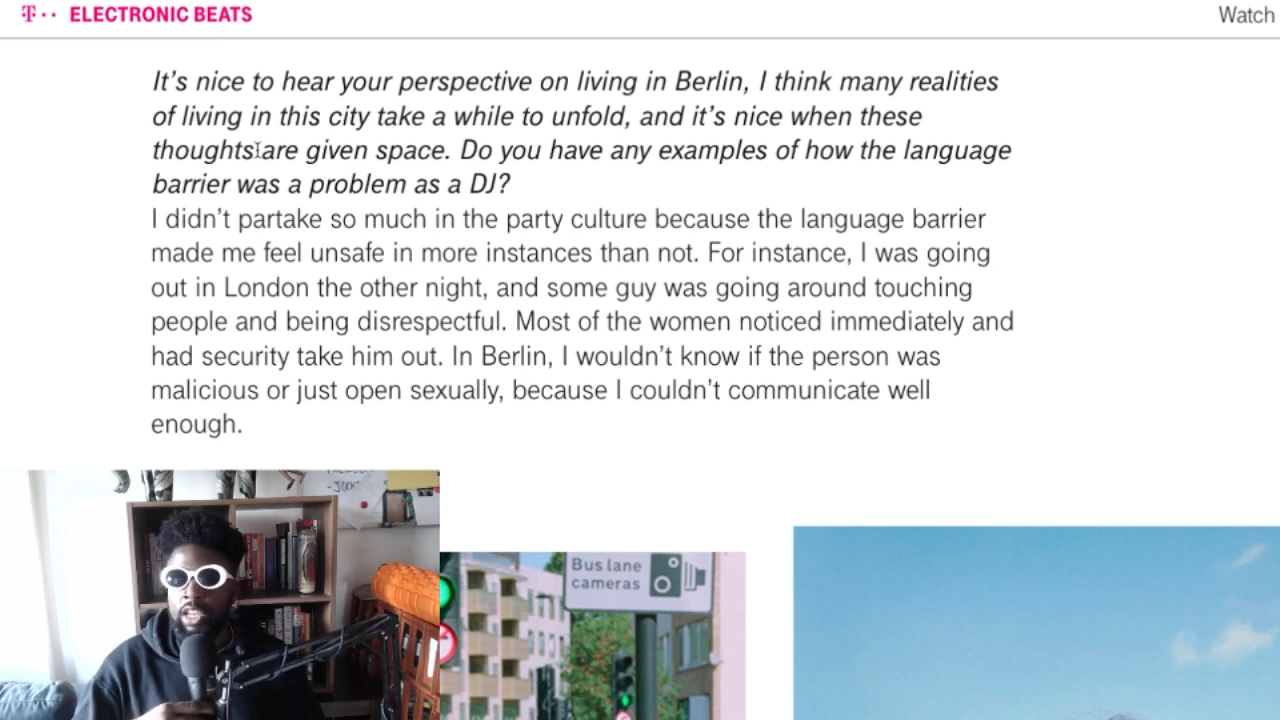 T ELECTRONIC BEATS
Watch
It's nice to hear your perspective on living in Berlin, I think many realities
of living in this city take a while to unfold, and it's nice when these
thoughts are given space. Do you have any examples of how the language
barrier was a problem as a DJ?
I didn't partake so much in the party culture because the language barrier
made me feel unsafe in more instances than not. For instance, I was going
out in London the other night, and some guy was going around touching
people and being disrespectful. Most of the women noticed immediately and
had security take him out. In Berlin, I wouldn't know if the person was
malicious or just open sexually, because I couldn't communicate well
enough.
Bus lane
cameras